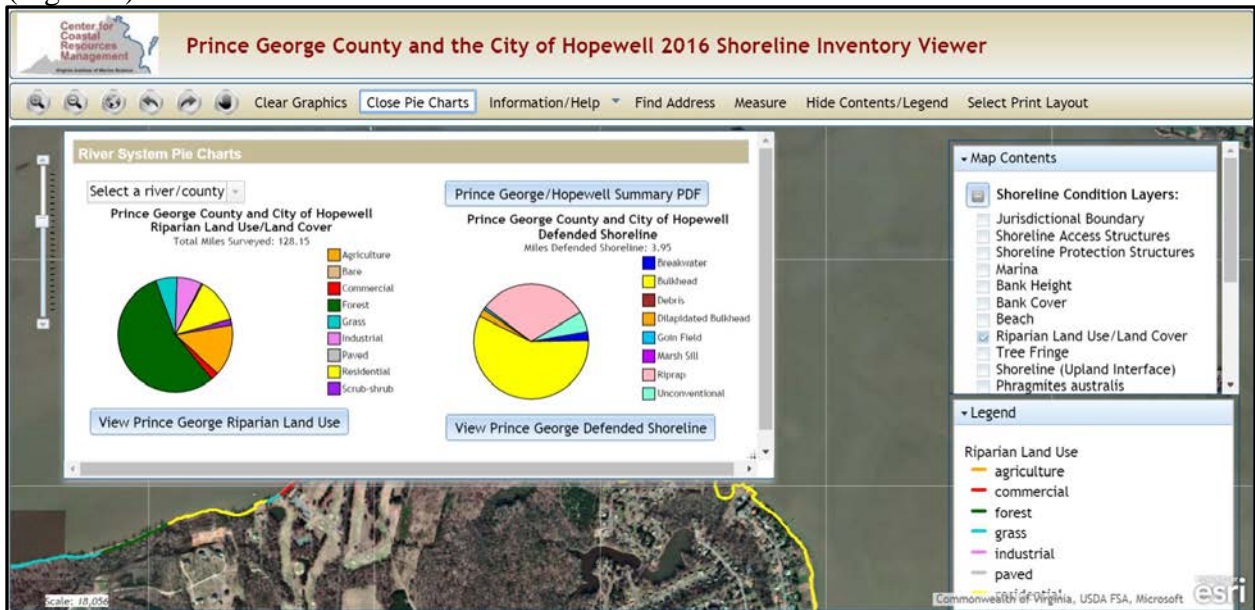 Center for
Coastal
Resources
Management
Virginia Institute of Marine Science
Prince George County and the City of Hopewell 2016 Shoreline Inventory Viewer
Clear Graphics Close Pie Charts Information/Help Find Address Measure Hide Contents/Legend Select Print Layout
River System Pie Charts
Select a river/county
Prince George County and City of Hopewell
Riparian Land Use/Land Cover
Total Miles Surveyed: 128.15
Agriculture
Bare
Commercial
Forest
Grass
Industrial
Paved
Residential
Scrub-shrub
View Prince George Riparian Land Use
Prince George/Hopewell Summary PDF
Prince George County and City of Hopewell
Defended Shoreline
Miles Defended Shoreline: 3.95
Breakwater
Bulkhead
Debris
Dilapidated Bulkhead
Goin Field
Marsh Sill
Riprap
Unconventional
View Prince George Defended Shoreline
Map Contents
Shoreline Condition Layers:
Jurisdictional Boundary
Shoreline Access Structures
Shoreline Protection Structures
Marina
Bank Height
Bank Cover
Beach
Riparian Land Use/Land Cover
Tree Fringe
Shoreline (Upland Interface)
Phragmites australis
Legend
Riparian Land Use
agriculture
commercial
forest
grass
industrial
paved
residential
Scale: 18,056
Commonwealth of Virginia, USDA FSA, Microsoft
esri